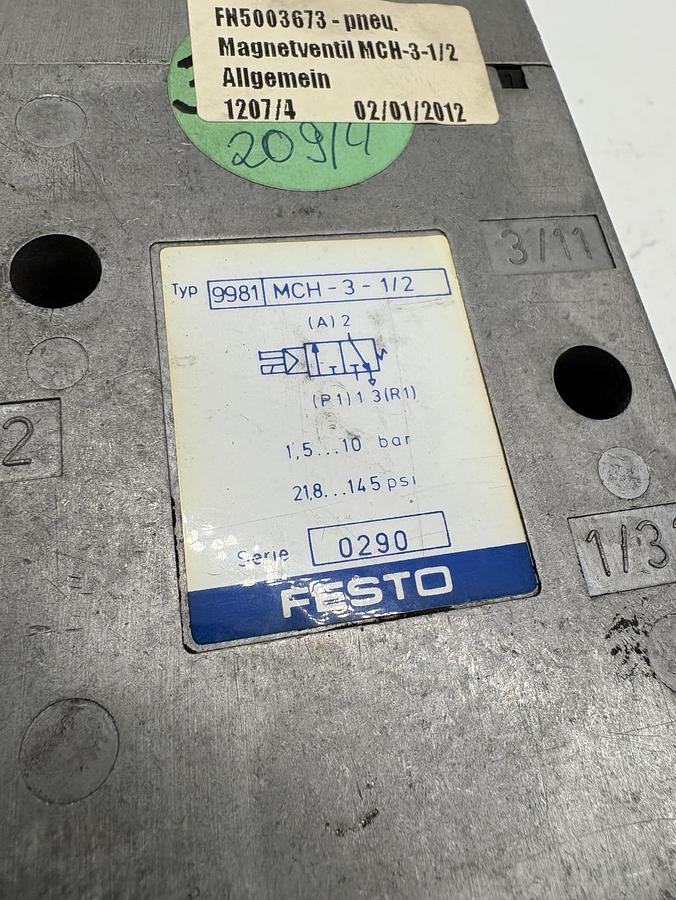 FN5003673 - pneu.
Magnetventil MCH-3-1/2
Allgemein
1207/4 02/01/2012
209/4
3/11
Typ 9981 MCH - 3 - 1/2
(A) 2
(P1) 1 3(R1)
2
1,5...10 bar
21,8...145 psi
1/3
Serie 0290
FESTO